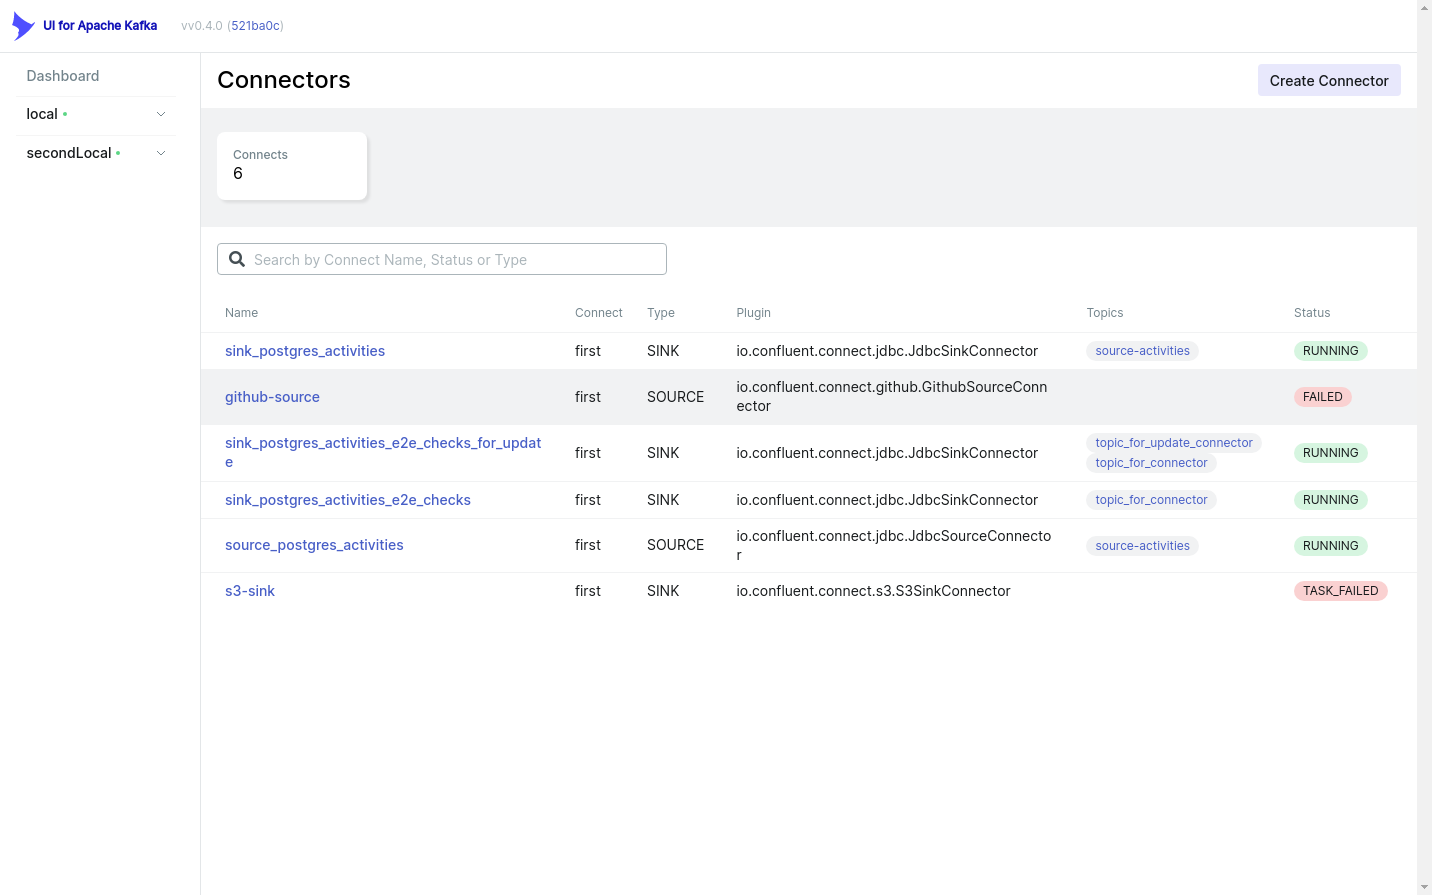 UI for Apache Kafka vv0.4.0 (521ba0c)
Dashboard
local
secondLocal
Connectors
Create Connector
Connects
6
Search by Connect Name, Status or Type
Name Connect Type Plugin Topics Status
sink_postgres_activities first SINK io.confluent.connect.jdbc.JdbcSinkConnector source-activities RUNNING
github-source first SOURCE io.confluent.connect.github.GithubSourceConn
ector FAILED
sink_postgres_activities_e2e_checks_for_updat
e first SINK io.confluent.connect.jdbc.JdbcSinkConnector topic_for_update_connector
topic_for_connector RUNNING
sink_postgres_activities_e2e_checks first SINK io.confluent.connect.jdbc.JdbcSinkConnector topic_for_connector RUNNING
source_postgres_activities first SOURCE io.confluent.connect.jdbc.JdbcSourceConnecto
r source-activities RUNNING
s3-sink first SINK io.confluent.connect.s3.S3SinkConnector TASK_FAILED